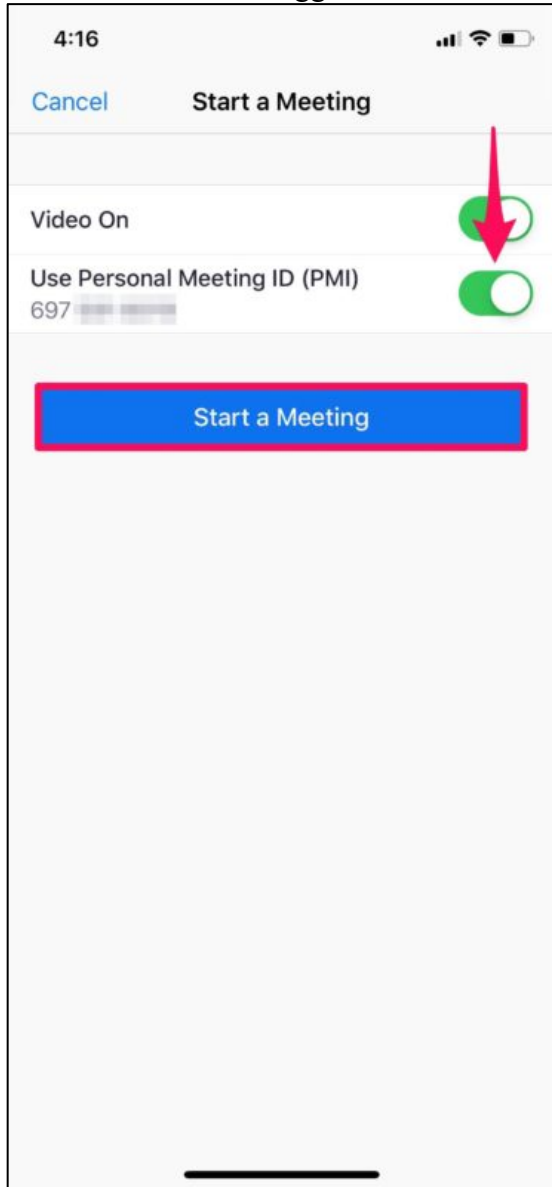 4:16
Cancel Start a Meeting
Video On
Use Personal Meeting ID (PMI)
697
Start a Meeting